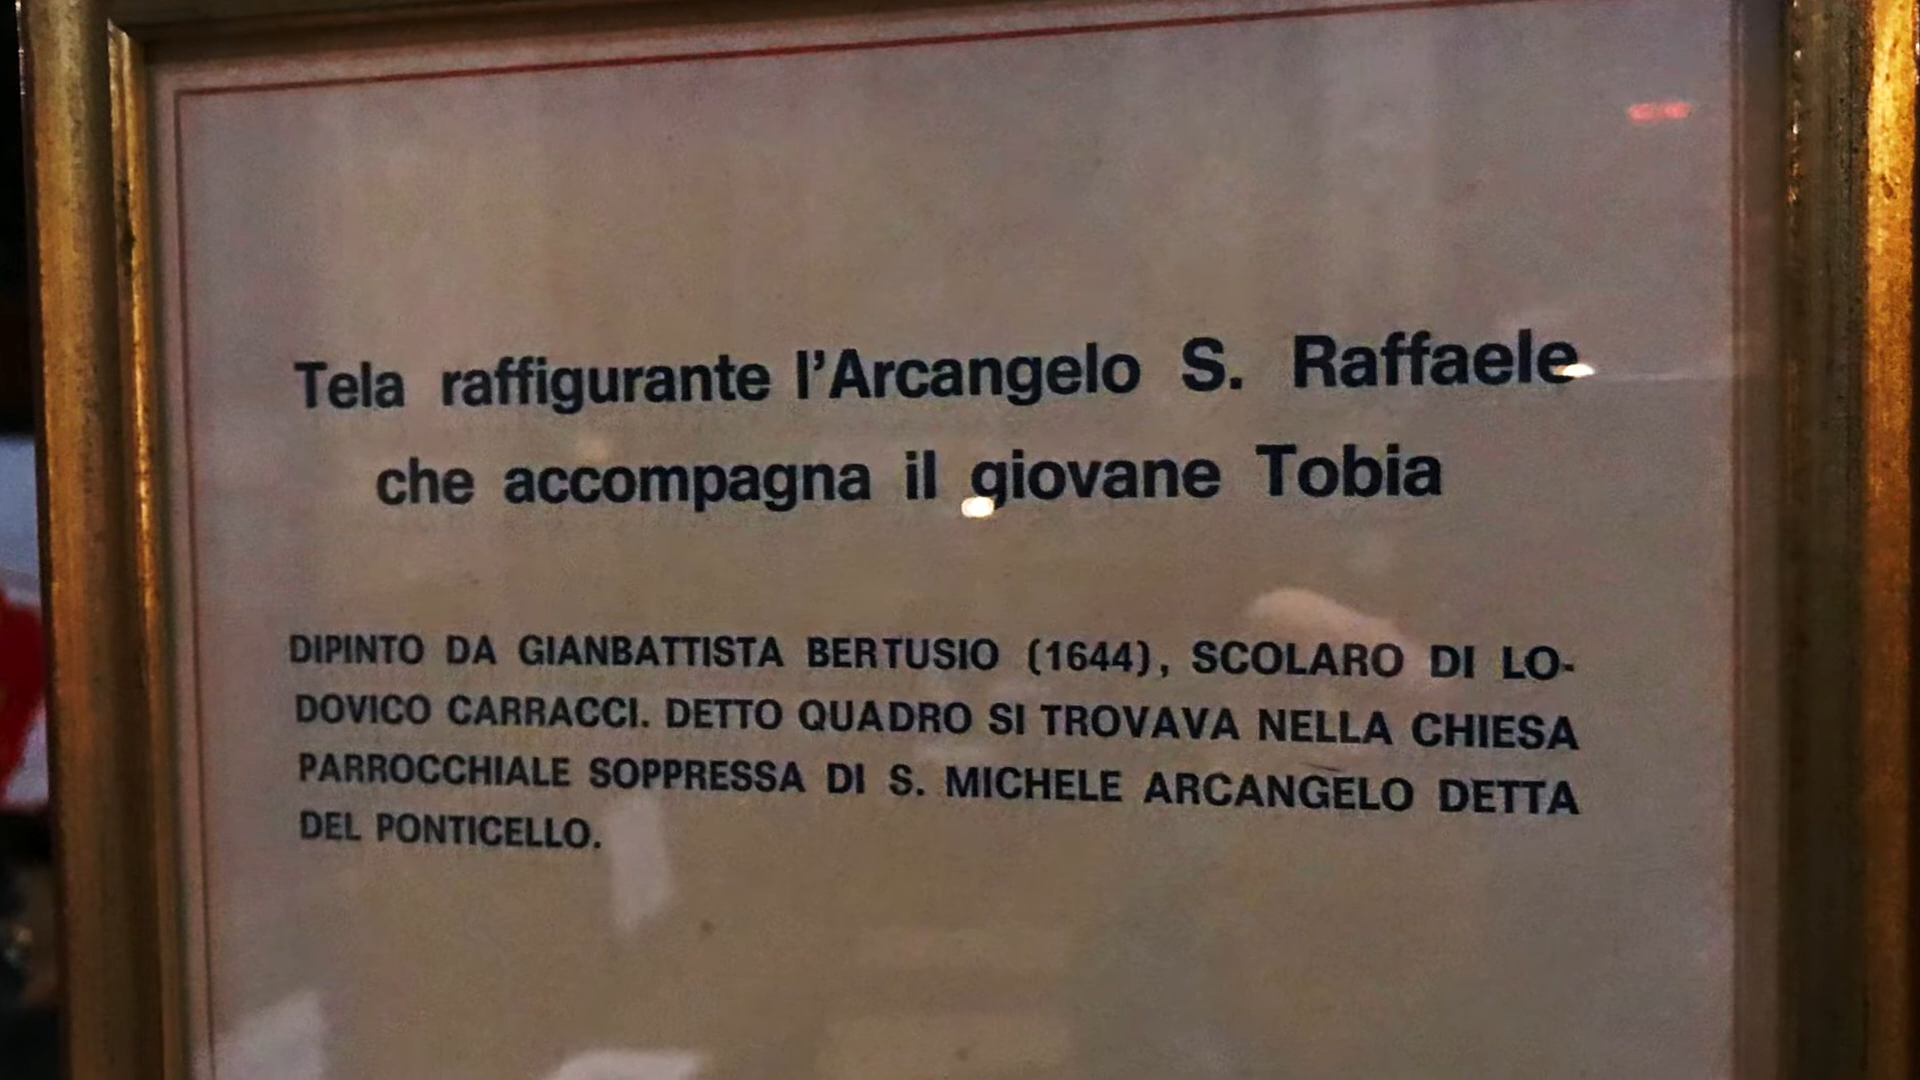 Tela raffigurante l'Arcangelo S. Raffaele
che accompagna il giovane Tobia
DIPINTO DA GIANBATTISTA BERTUSIO (1644), SCOLARO DI LO-
DOVICO CARRACCI. DETTO QUADRO SI TROVAVA NELLA CHIESA
PARROCCHIALE SOPPRESSA DI S. MICHELE ARCANGELO DETTA
DEL PONTICELLO.